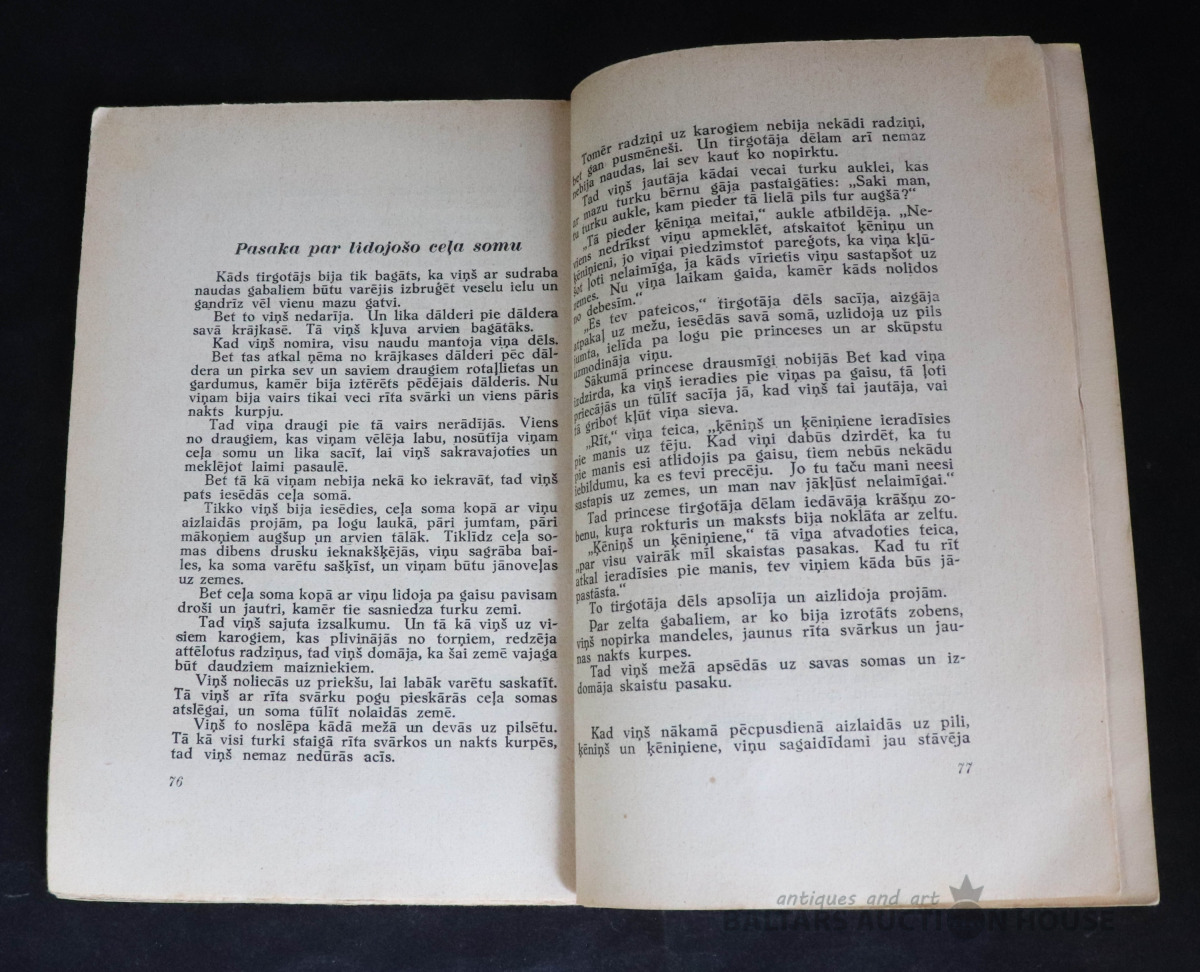 Pasaka par lidojošo ceļa somu
Kāds tirgotājs bija tik bagāts, ka viņš ar sudraba
naudas gabaliem būtu varējis izbruģēt veselu ielu un
gandrīz vēl vienu mazu gatvi.
Bet to viņš nedarīja. Un lika dālderi pie dāldera
savā krājkasē. Tā viņš kļuva arvien bagātāks.
Kad viņš nomira, visu naudu mantoja viņa dēls.
Bet tas atkal ņēma no krājkases dālderi pēc dāl-
dera un pirka sev un saviem draugiem rotaļlietas un
gardumus, kamēr bija iztērēts pēdējais dālderis. Nu
viņam bija vairs tikai veci rīta svārki un viens pāris
nakts kurpju.
Tad viņa draugi pie tā vairs nerādījās. Viens
no draugiem, kas viņam vēlēja labu, nosūtīja viņam
ceļa somu un lika sacīt, lai viņš sakravajoties un
meklējot laimi pasaulē.
Bet tā kā viņam nebija nekā ko iekravāt, tad viņš
pats iesēdās ceļa somā.
Tikko viņš bija iesēdies, ceļa soma kopā ar viņu
aizlaidās projām, pa logu laukā, pāri jumtam, pāri
mākoņiem augšup un arvien tālāk. Tiklīdz ceļa so-
mas dibens drusku ieknakšķējās, viņu sagrāba bai-
les, ka soma varētu sašķīst, un viņam būtu jānoveļas
uz zemes.
Bet ceļa soma kopā ar viņu lidoja pa gaisu pavisam
droši un jautri, kamēr tie sasniedza turku zemi.
Tad viņš sajuta izsalkumu. Un tā kā viņš uz vi-
siem karogiem, kas plivinājās no torņiem, redzēja
attēlotus radziņus, tad viņš domāja, ka šai zemē vajaga
būt daudziem maizniekiem.
Viņš noliecās uz priekšu, lai labāk varētu saskatīt.
Tā viņš ar rīta svārku pogu pieskārās ceļa somas
atslēgai, un soma tūlīt nolaidās zemē.
Viņš to noslēpa kādā mežā un devās uz pilsētu.
Tā kā visi turki staigā rīta svārkos un nakts kurpēs,
tad viņš nemaz nedūrās acīs.
76
Tomēr radziņi uz karogiem nebija nekādi radziņi,
bet gan pusmēneši. Un tirgotāja dēlam arī nemaz
nebija naudas, lai sev kaut ko nopirktu.
Tad viņš jautāja kādai vecai turku auklei, kas
ar mazu turku bērnu gāja pastaigāties: „Saki man,
tu turku aukle, kam pieder tā lielā pils tur augšā?"
„Tā pieder ķēniņa meitai,“ aukle atbildēja. „Ne-
viens nedrīkst viņu apmeklēt, atskaitot ķēniņu un
ķēniņieni, jo viņai piedzimstot pareģots, ka viņa kļū-
šot ļoti nelaimīga, ja kāds vīrietis viņu sastapšot uz
zemes. Nu viņa laikam gaida, kamēr kāds nolidos
no debesīm.“
„Es tev pateicos,“ tirgotāja dēls sacīja, aizgāja
atpakaļ uz mežu, iesēdās savā somā, uzlidoja uz pils
jumta, ielīda pa logu pie princeses un ar skūpstu
uzmodināja viņu.
Sākumā princese drausmīgi nobijās Bet kad viņa
izdzirda, ka viņš ieradies pie viņas pa gaisu, tā ļoti
priecājās un tūlīt sacīja jā, kad viņš tai jautāja, vai
tā gribot kļūt viņa sieva.
„Rīt,“ viņa teica, „ķēniņš un ķēniņiene ieradīsies
pie manis uz tēju. Kad viņi dabūs dzirdēt, ka tu
pie manis esi atlidojis pa gaisu, tiem nebūs nekādu
iebildumu, ka es tevi precēju. Jo tu taču mani neesi
sastapis uz zemes, un man nav jākļūst nelaimīgai.“
Tad princese tirgotāja dēlam iedāvāja krāšņu zo-
benu, kura rokturis un maksts bija noklāta ar zeltu.
„Ķēniņš un ķēniņiene,“ tā viņa atvadoties teica,
„par visu vairāk mīl skaistas pasakas. Kad tu rīt
atkal ieradīsies pie manis, tev viņiem kāda būs jā-
pastāsta.“
To tirgotāja dēls apsolīja un aizlidoja projām.
Par zelta gabaliem, ar ko bija izrotāts zobens,
viņš nopirka mandeles, jaunus rīta svārkus un jau-
nas nakts kurpes.
Tad viņš mežā apsēdās uz savas somas un iz-
domāja skaistu pasaku.
Kad viņš nākamā pēcpusdienā aizlaidās uz pili,
ķēniņš un ķēniņiene, viņu sagaidīdami jau stāvēja
77
antiques and art
BALTARS AUCTION HOUSE